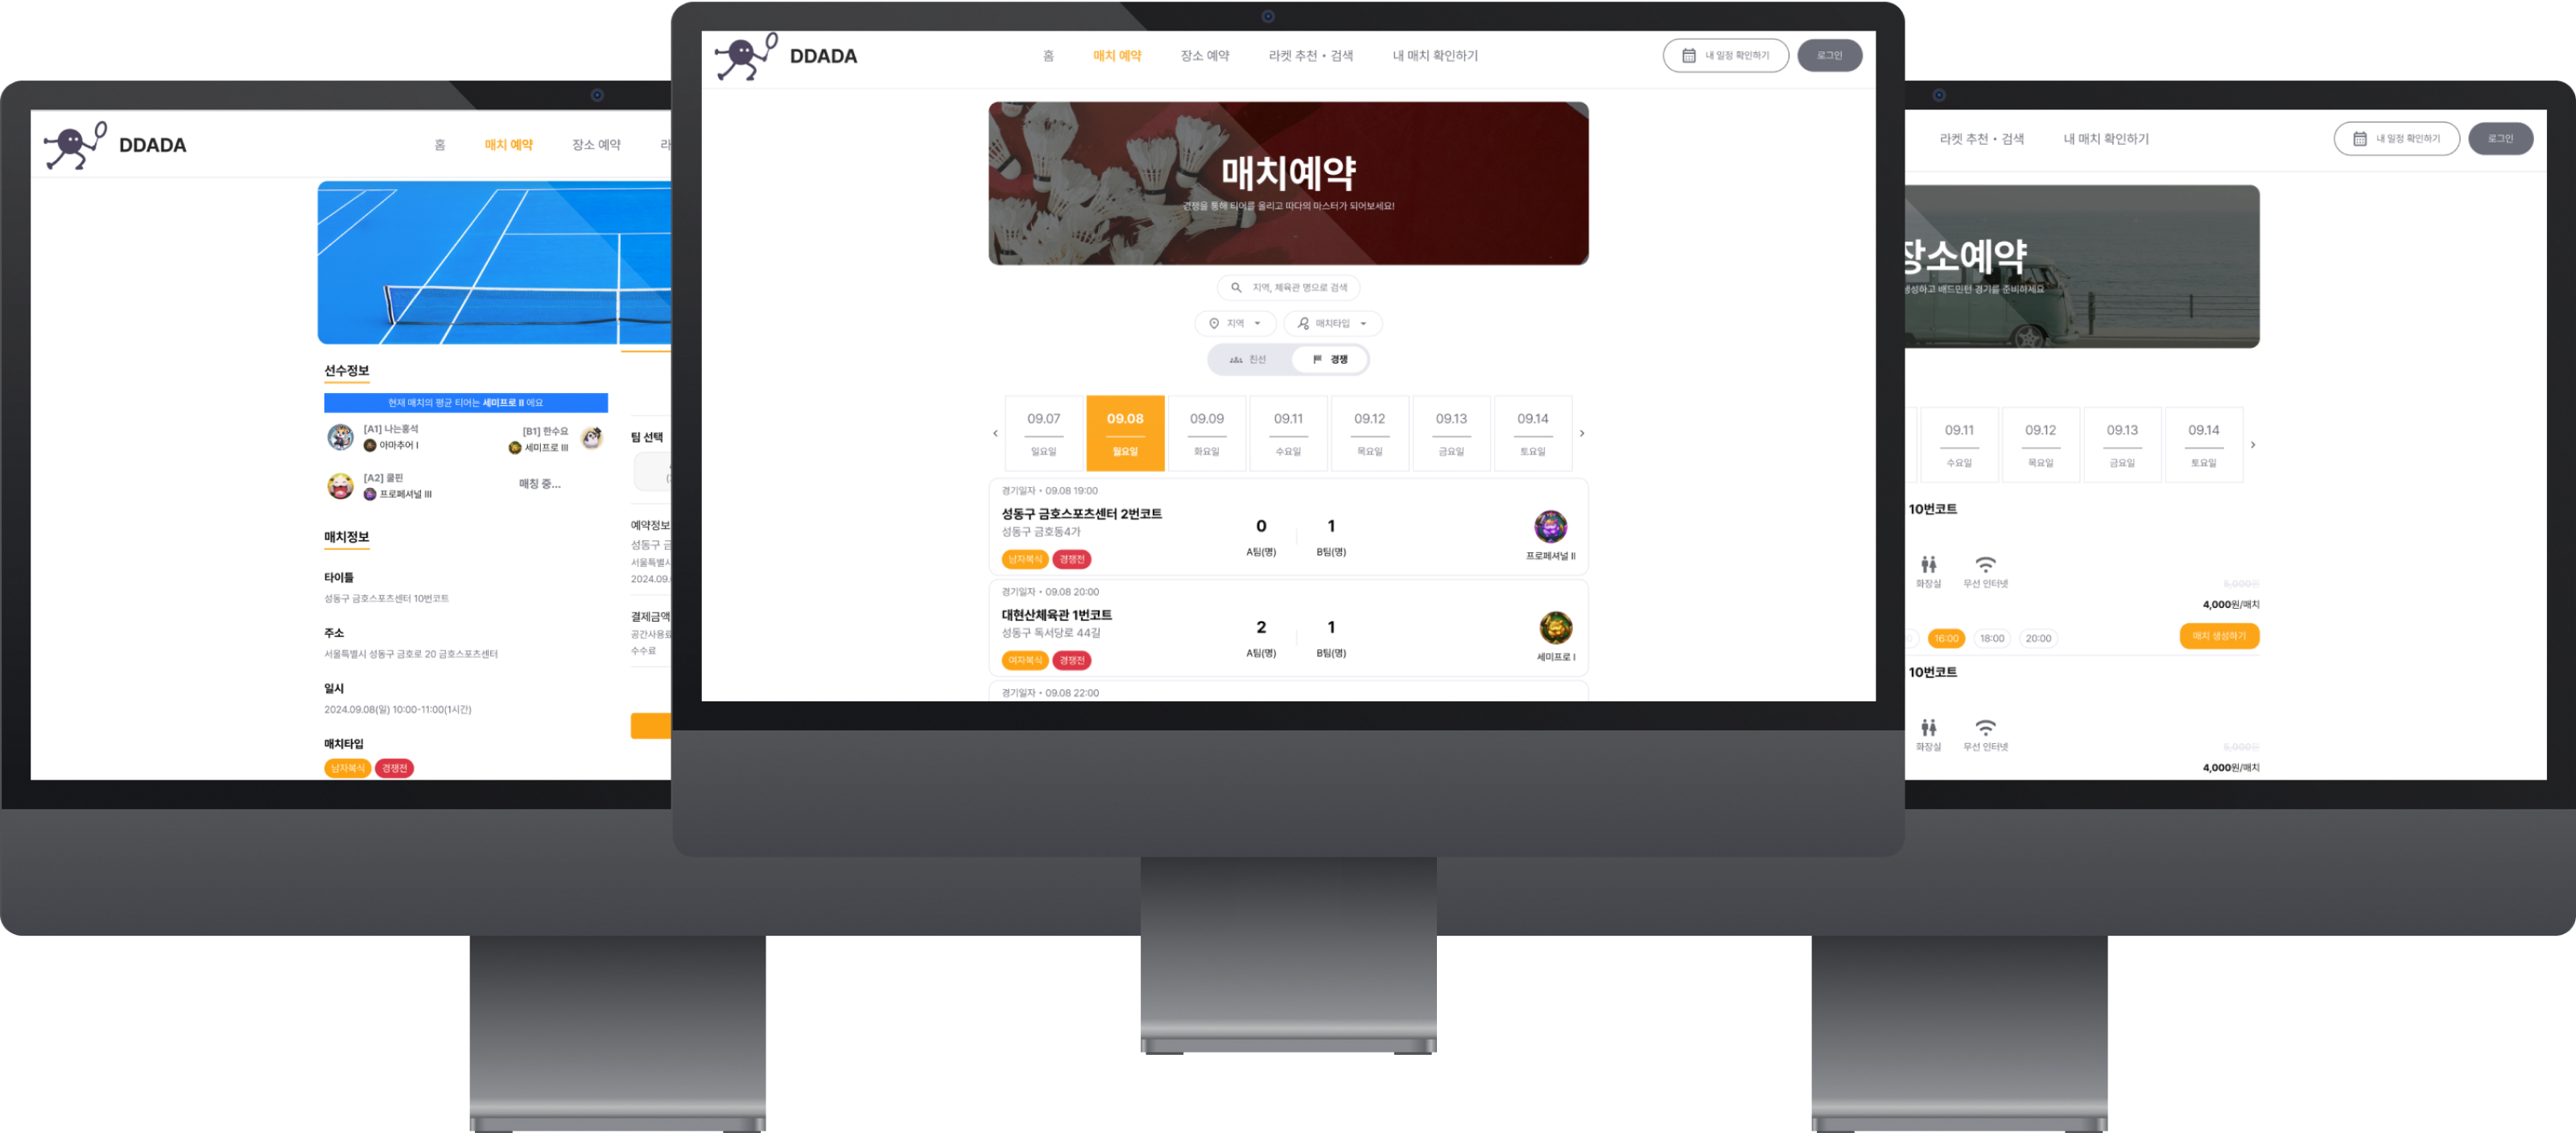 DDADA
홈 매치 예약 장소 예약
선수정보
현재 매치의 평균 티어는 세미프로 II 에요
[A1] 나는홍석
아마추어 I
[B1] 한수요
세미프로 III
[A2] 콜핀
프로페셔널 III
매칭 중...
매치정보
타이틀
성동구 금호스포츠센터 10번코트
주소
서울특별시 성동구 금호로 20 금호스포츠센터
일시
2024.09.08(일) 10:00-11:00(1시간)
매치타입
남자복식 경쟁전
팀 선택
예약정보
성동구 금
서울특별시
2024.09.
결제금액
공간사용료
수수료
DDADA
홈 매치 예약 장소 예약 라켓 추천 • 검색 내 매치 확인하기
내 일정 확인하기 로그인
매치예약
경쟁을 통해 티어를 올리고 따다의 마스터가 되어보세요!
지역, 체육관 명으로 검색
지역 매치타입
친선 경쟁
09.07 09.08 09.09 09.11 09.12 09.13 09.14
일요일 월요일 화요일 수요일 목요일 금요일 토요일
경기일자 • 09.08 19:00
성동구 금호스포츠센터 2번코트
성동구 금호동4가
남자복식 경쟁전
0 1
A팀(명) B팀(명)
프로페셔널 II
경기일자 • 09.08 20:00
대현산체육관 1번코트
성동구 독서당로 44길
여자복식 경쟁전
2 1
A팀(명) B팀(명)
세미프로 I
경기일자 • 09.08 22:00
라켓 추천 • 검색 내 매치 확인하기
내 일정 확인하기 로그인
장소예약
생성하고 배드민턴 경기를 준비하세요
09.11 09.12 09.13 09.14
수요일 목요일 금요일 토요일
10번코트
화장실 무선 인터넷
5,000원
4,000원/매치
16:00 18:00 20:00
매치 생성하기
10번코트
화장실 무선 인터넷
5,000원
4,000원/매치